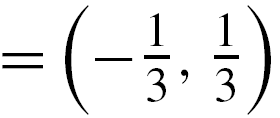 = (−1/3, 1/3)